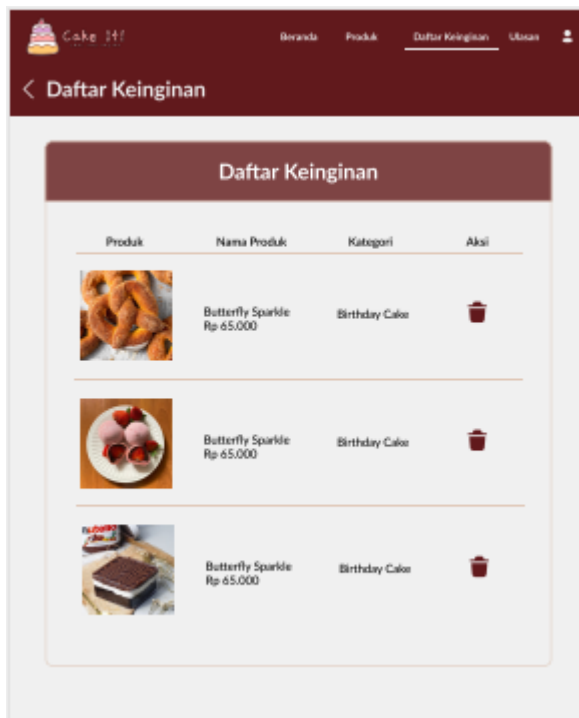 Cake It! Beranda Produk Daftar Keinginan Ulasan
Daftar Keinginan
Daftar Keinginan
Produk Nama Produk Kategori Aksi
Butterfly Sparkle
Rp 65.000
Birthday Cake
Butterfly Sparkle
Rp 65.000
Birthday Cake
nutella
Butterfly Sparkle
Rp 65.000
Birthday Cake